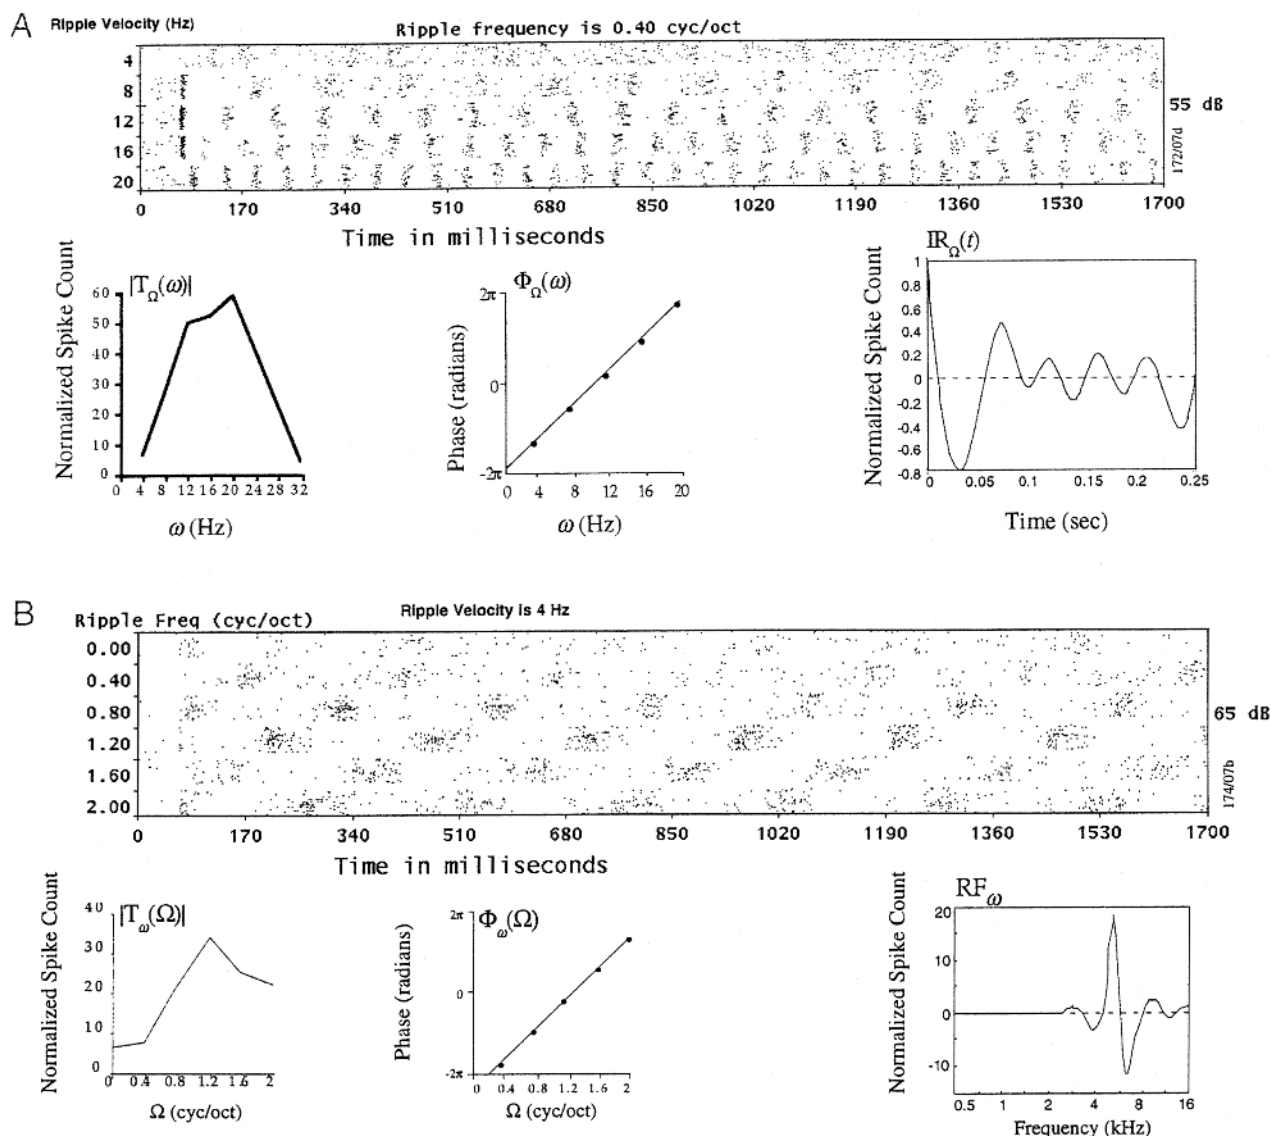 A
Ripple Velocity (Hz)
Ripple frequency is 0.40 cyc/oct
4
8
12
16
20
55 dB
172/07d
0 170 340 510 680 850 1020 1190 1360 1530 1700
Time in milliseconds
|T_Ω(ω)|
Normalized Spike Count
60
50
40
30
20
10
0
0 4 8 12 16 20 24 28 32
ω (Hz)
Φ_Ω(ω)
Phase (radians)
2π
0
-2π
0 4 8 12 16 20
ω (Hz)
IR_Ω(t)
Normalized Spike Count
1
0.8
0.6
0.4
0.2
0
-0.2
-0.4
-0.6
-0.8
0 0.05 0.1 0.15 0.2 0.25
Time (sec)
B
Ripple Freq (cyc/oct)
Ripple Velocity is 4 Hz
0.00
0.40
0.80
1.20
1.60
2.00
65 dB
174/07b
0 170 340 510 680 850 1020 1190 1360 1530 1700
Time in milliseconds
|T_ω(Ω)|
Normalized Spike Count
40
30
20
10
0
0 0.4 0.8 1.2 1.6 2
Ω (cyc/oct)
Φ_ω(Ω)
Phase (radians)
2π
0
-2π
0 0.4 0.8 1.2 1.6 2
Ω (cyc/oct)
RF_ω
Normalized Spike Count
20
10
0
-10
0.5 1 2 4 8 16
Frequency (kHz)